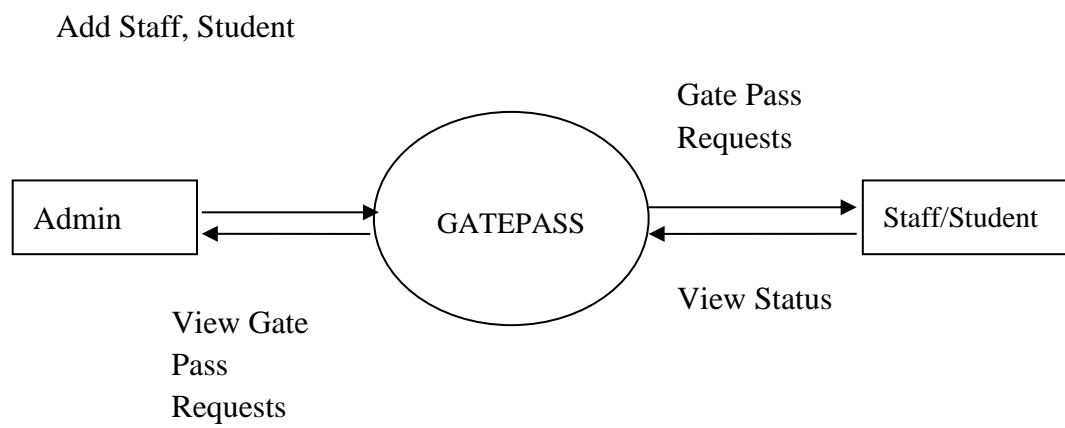 Add Staff, Student
Gate Pass
Requests
Admin
GATEPASS
Staff/Student
View Status
View Gate
Pass
Requests